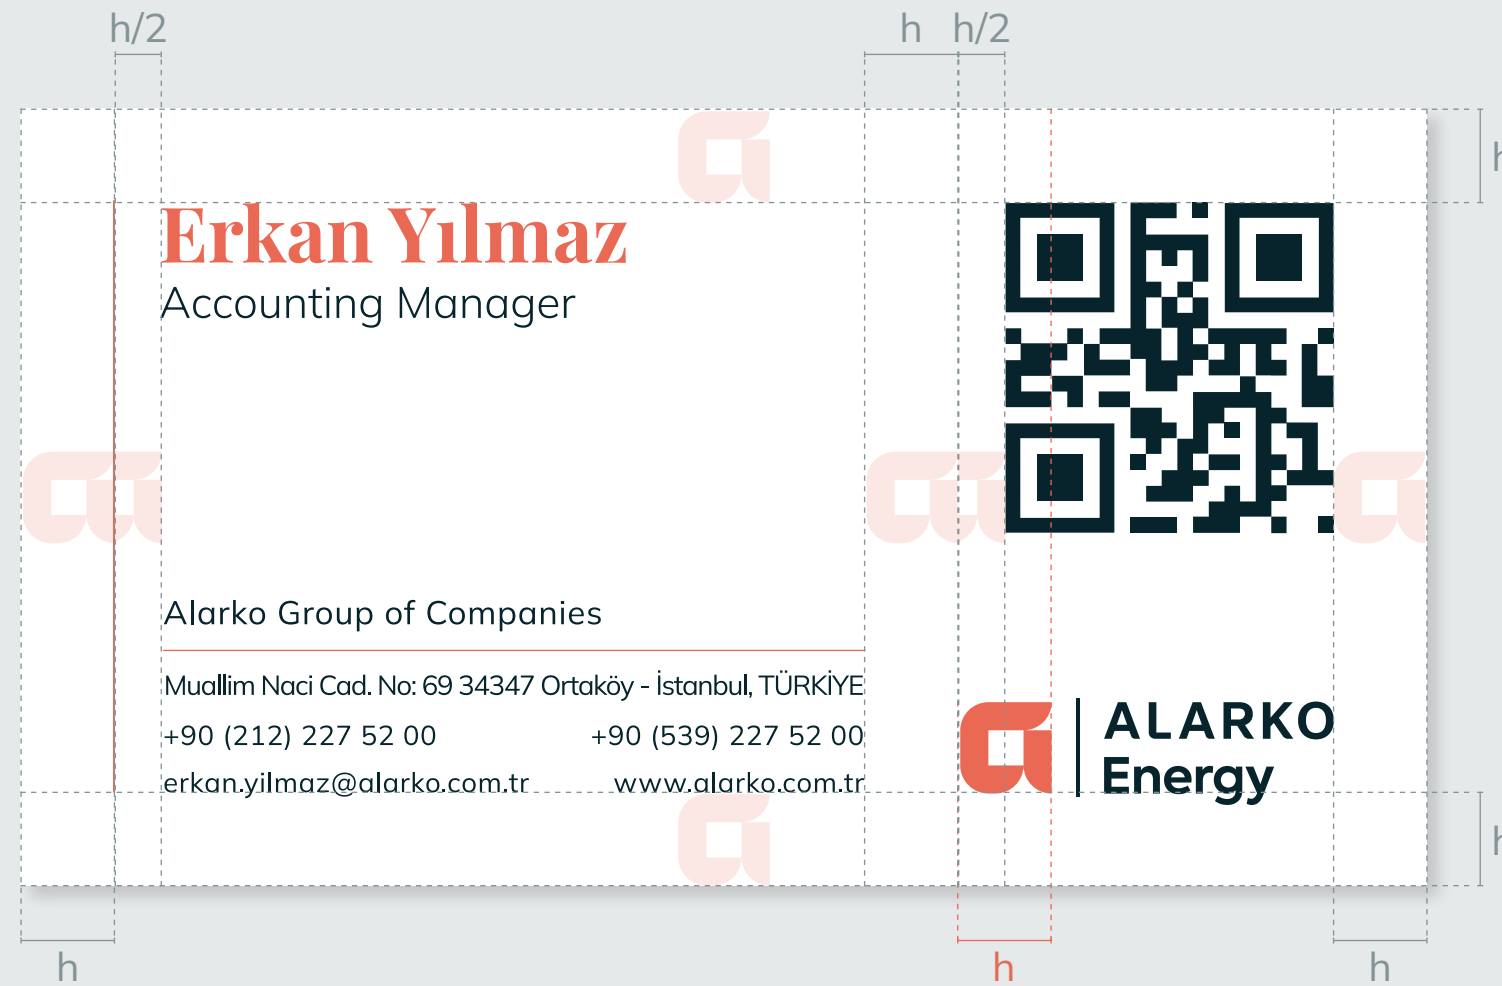 h/2
h
h/2
h
Erkan Yılmaz
Accounting Manager
Alarko Group of Companies
Muallim Naci Cad. No: 69 34347 Ortaköy - İstanbul, TÜRKİYE
+90 (212) 227 52 00
+90 (539) 227 52 00
erkan.yilmaz@alarko.com.tr
www.alarko.com.tr
ALARKO
Energy
h
h
h
h